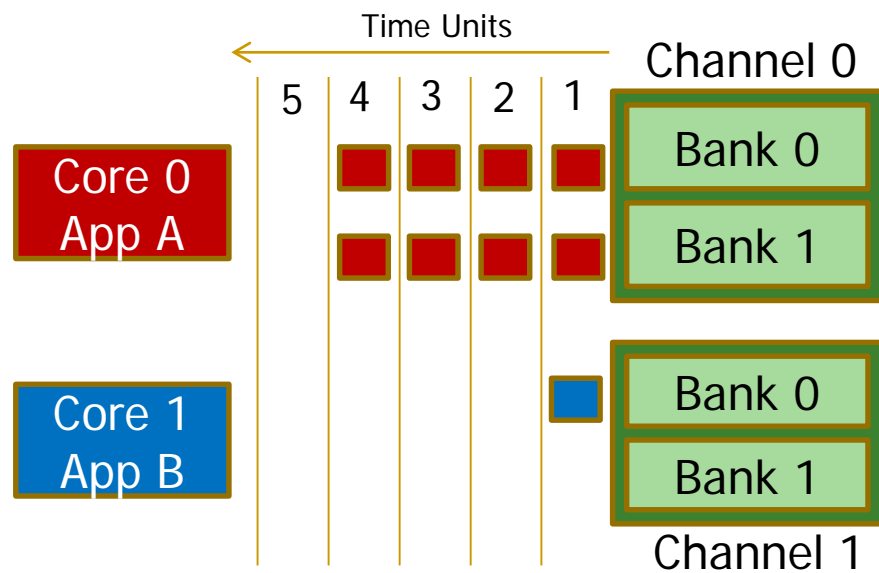 Time Units
Channel 0
5 4 3 2 1
Core 0
App A
Bank 0
Bank 1
Core 1
App B
Bank 0
Bank 1
Channel 1